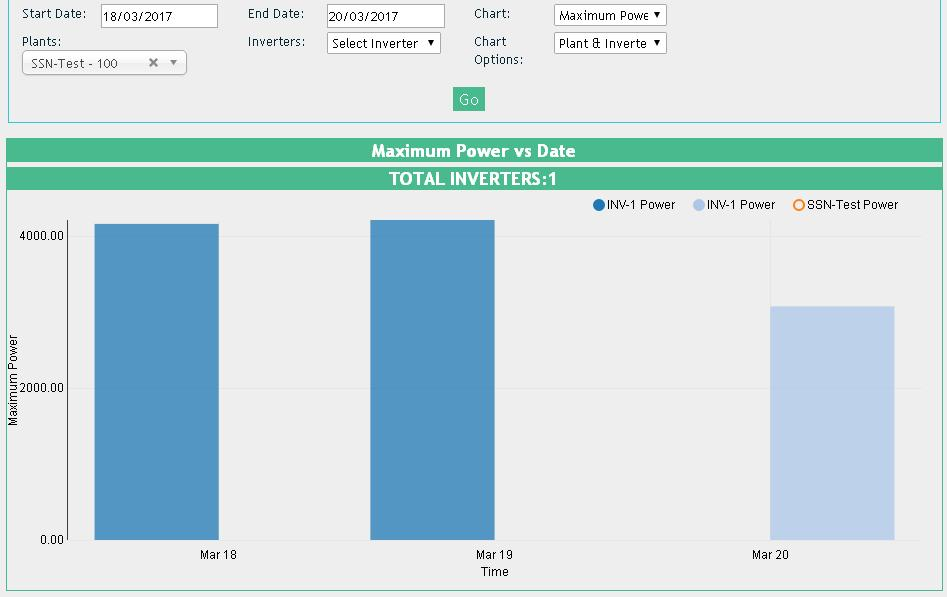 Start Date: 18/03/2017 End Date: 20/03/2017 Chart: Maximum Powe
Plants: Inverters: Select Inverter Chart Options: Plant & Inverte
SSN-Test - 100
Go
Maximum Power vs Date
TOTAL INVERTERS:1
INV-1 Power INV-1 Power SSN-Test Power
4000.00
Maximum Power
2000.00
0.00
Mar 18 Mar 19 Mar 20
Time